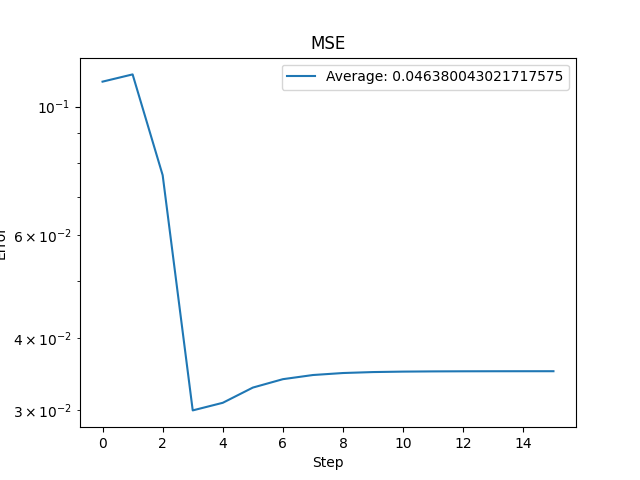 MSE
Average: 0.046380043021717575
10⁻¹
6 × 10⁻²
4 × 10⁻²
3 × 10⁻²
Error
0 2 4 6 8 10 12 14
Step